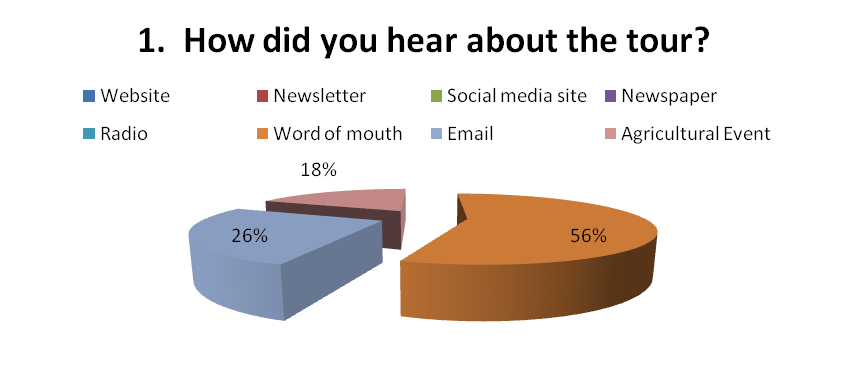 1. How did you hear about the tour?
Website Newsletter Social media site Newspaper
Radio Word of mouth Email Agricultural Event
18%
26% 56%